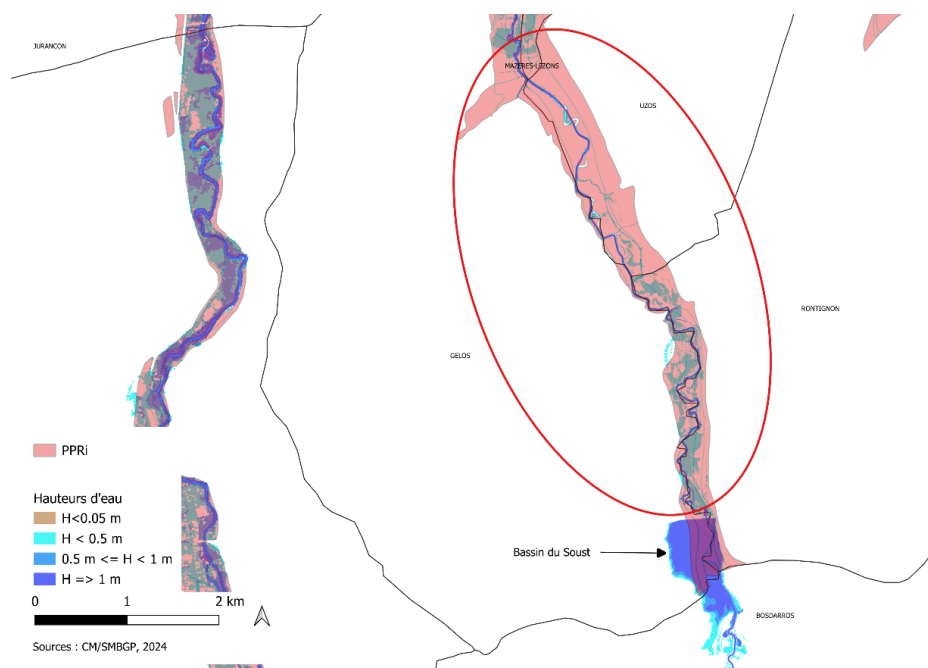 JURANCON
MAZERES-LEZONS
UZOS
RONTIGNON
GELOS
PPRi
Hauteurs d'eau
H<0.05 m
H < 0.5 m
0.5 m <= H < 1 m
H => 1 m
Bassin du Soust
0 1 2 km
BOSDARROS
Sources : CM/SMBGP, 2024